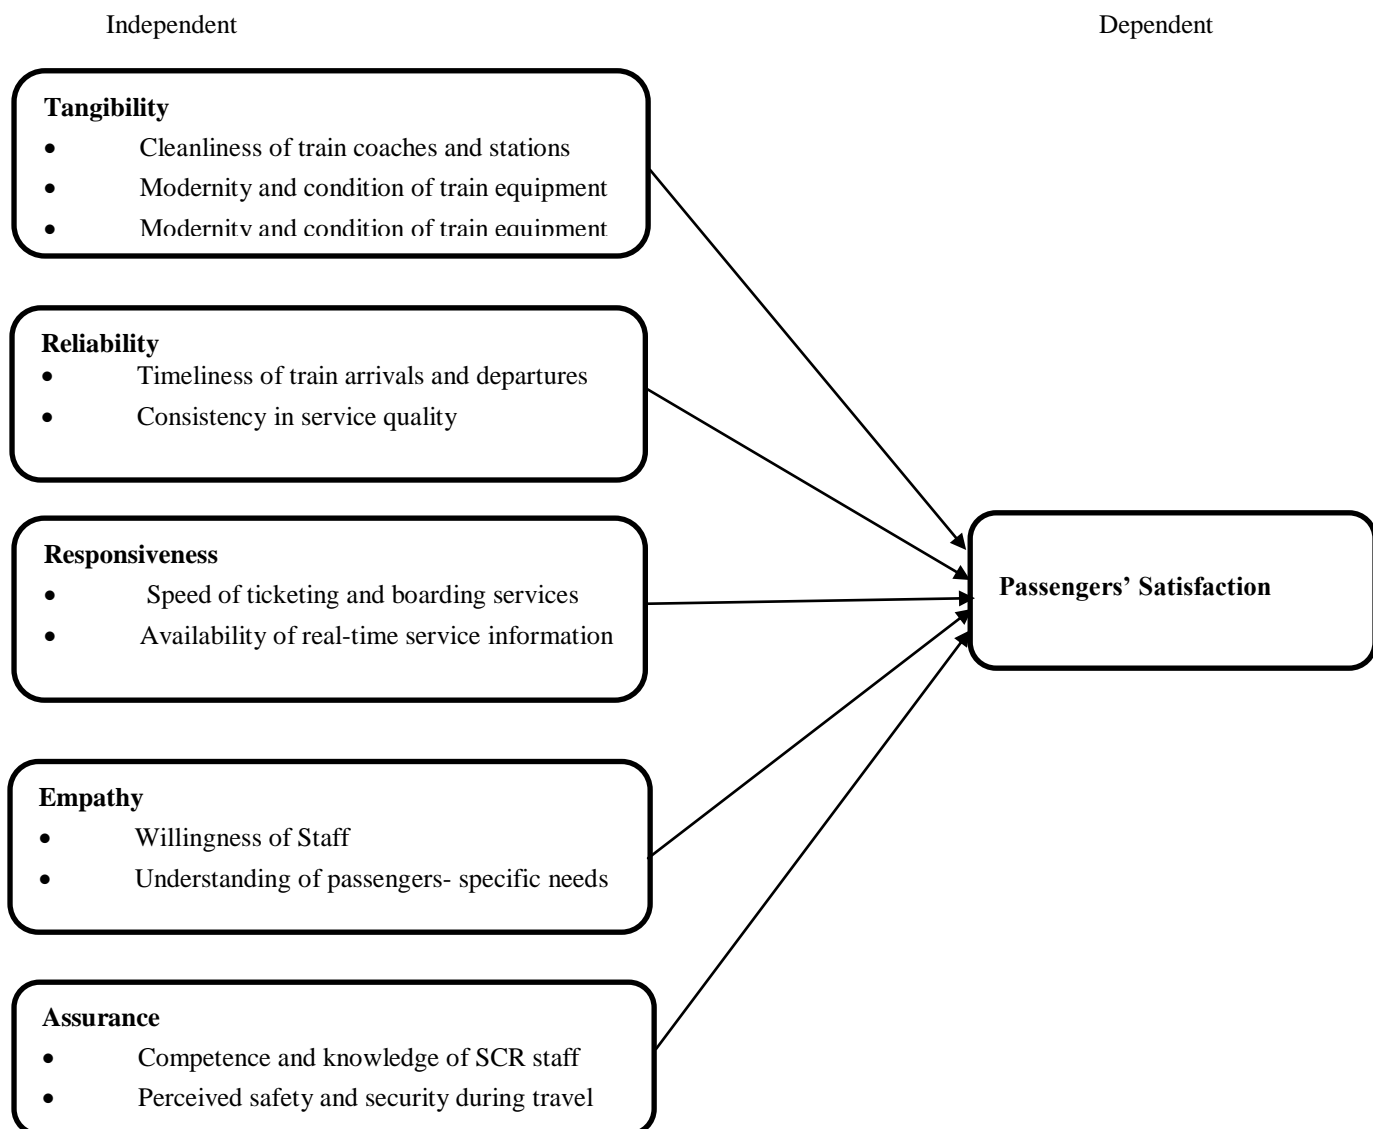 Independent
Dependent
Tangibility
• Cleanliness of train coaches and stations
• Modernity and condition of train equipment
• Modernity and condition of train equipment
Reliability
• Timeliness of train arrivals and departures
• Consistency in service quality
Responsiveness
• Speed of ticketing and boarding services
• Availability of real-time service information
Passengers’ Satisfaction
Empathy
• Willingness of Staff
• Understanding of passengers- specific needs
Assurance
• Competence and knowledge of SCR staff
• Perceived safety and security during travel